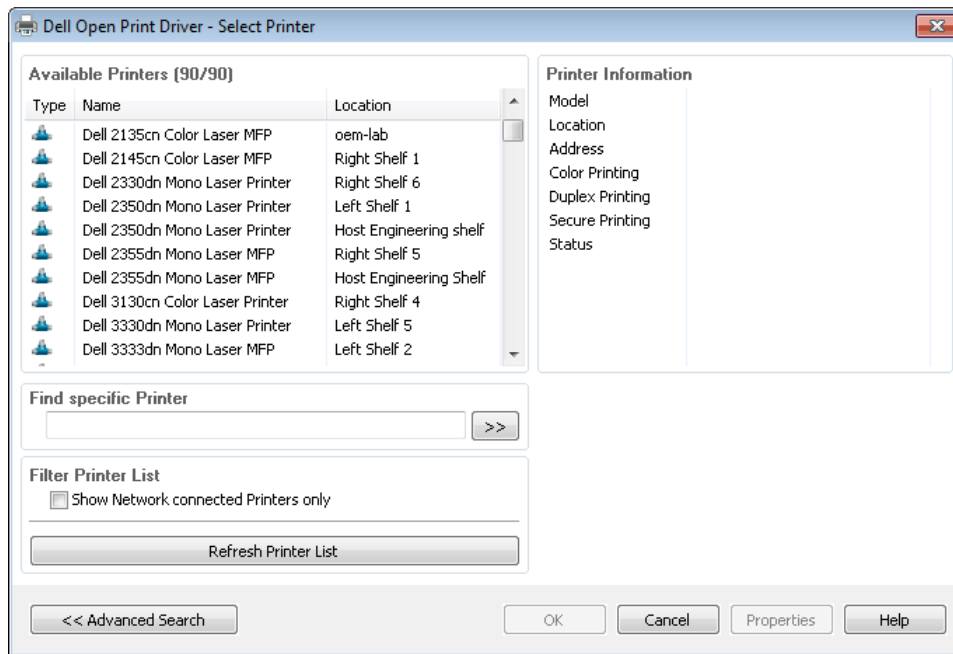 Dell Open Print Driver - Select Printer
Available Printers (90/90)
Type Name Location
Dell 2135cn Color Laser MFP oem-lab
Dell 2145cn Color Laser MFP Right Shelf 1
Dell 2330dn Mono Laser Printer Right Shelf 6
Dell 2350dn Mono Laser Printer Left Shelf 1
Dell 2350dn Mono Laser Printer Host Engineering shelf
Dell 2355dn Mono Laser MFP Right Shelf 5
Dell 2355dn Mono Laser MFP Host Engineering Shelf
Dell 3130cn Color Laser Printer Right Shelf 4
Dell 3330dn Mono Laser Printer Left Shelf 5
Dell 3333dn Mono Laser MFP Left Shelf 2
Printer Information
Model
Location
Address
Color Printing
Duplex Printing
Secure Printing
Status
Find specific Printer
>>
Filter Printer List
Show Network connected Printers only
Refresh Printer List
<< Advanced Search OK Cancel Properties Help